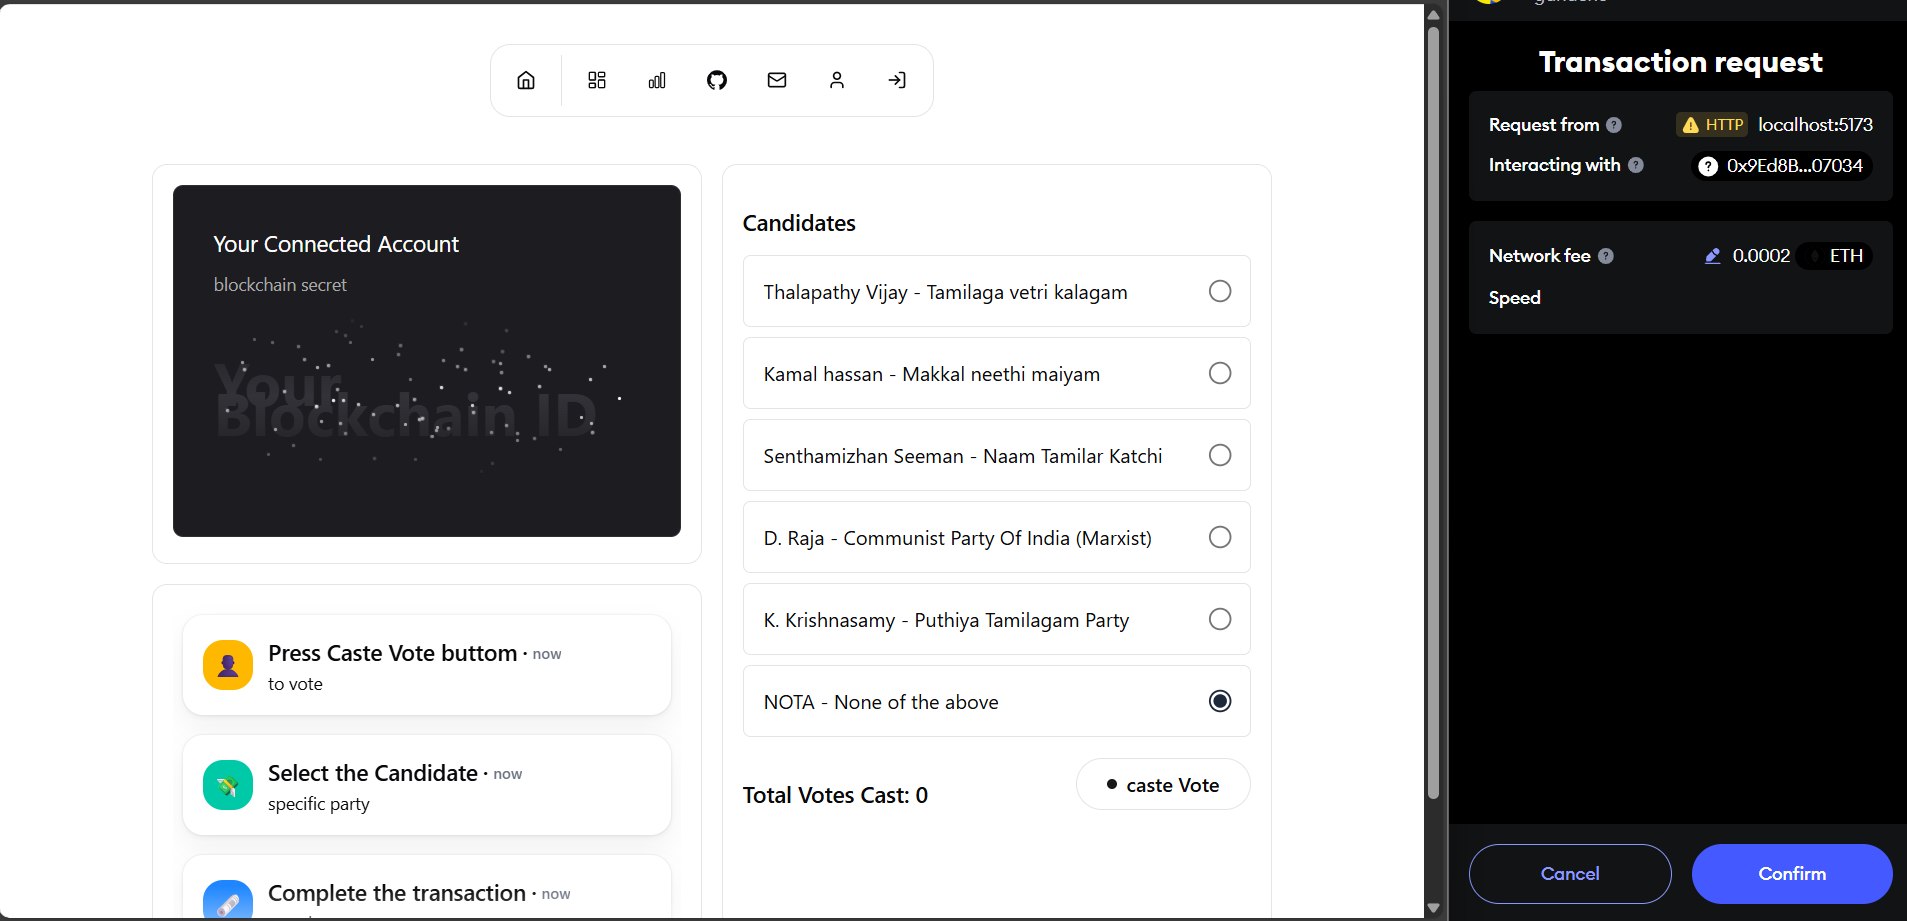 Your Connected Account
blockchain secret
Your
Blockchain ID
Press Caste Vote buttom · now
to vote
Select the Candidate · now
specific party
Complete the transaction · now
Candidates
Thalapathy Vijay - Tamilaga vetri kalagam
Kamal hassan - Makkal neethi maiyam
Senthamizhan Seeman - Naam Tamilar Katchi
D. Raja - Communist Party Of India (Marxist)
K. Krishnasamy - Puthiya Tamilagam Party
NOTA - None of the above
Total Votes Cast: 0
caste Vote
Transaction request
Request from ? HTTP localhost:5173
Interacting with ? ? 0x9Ed8B...07034
Network fee ? 0.0002 ETH
Speed
Cancel
Confirm